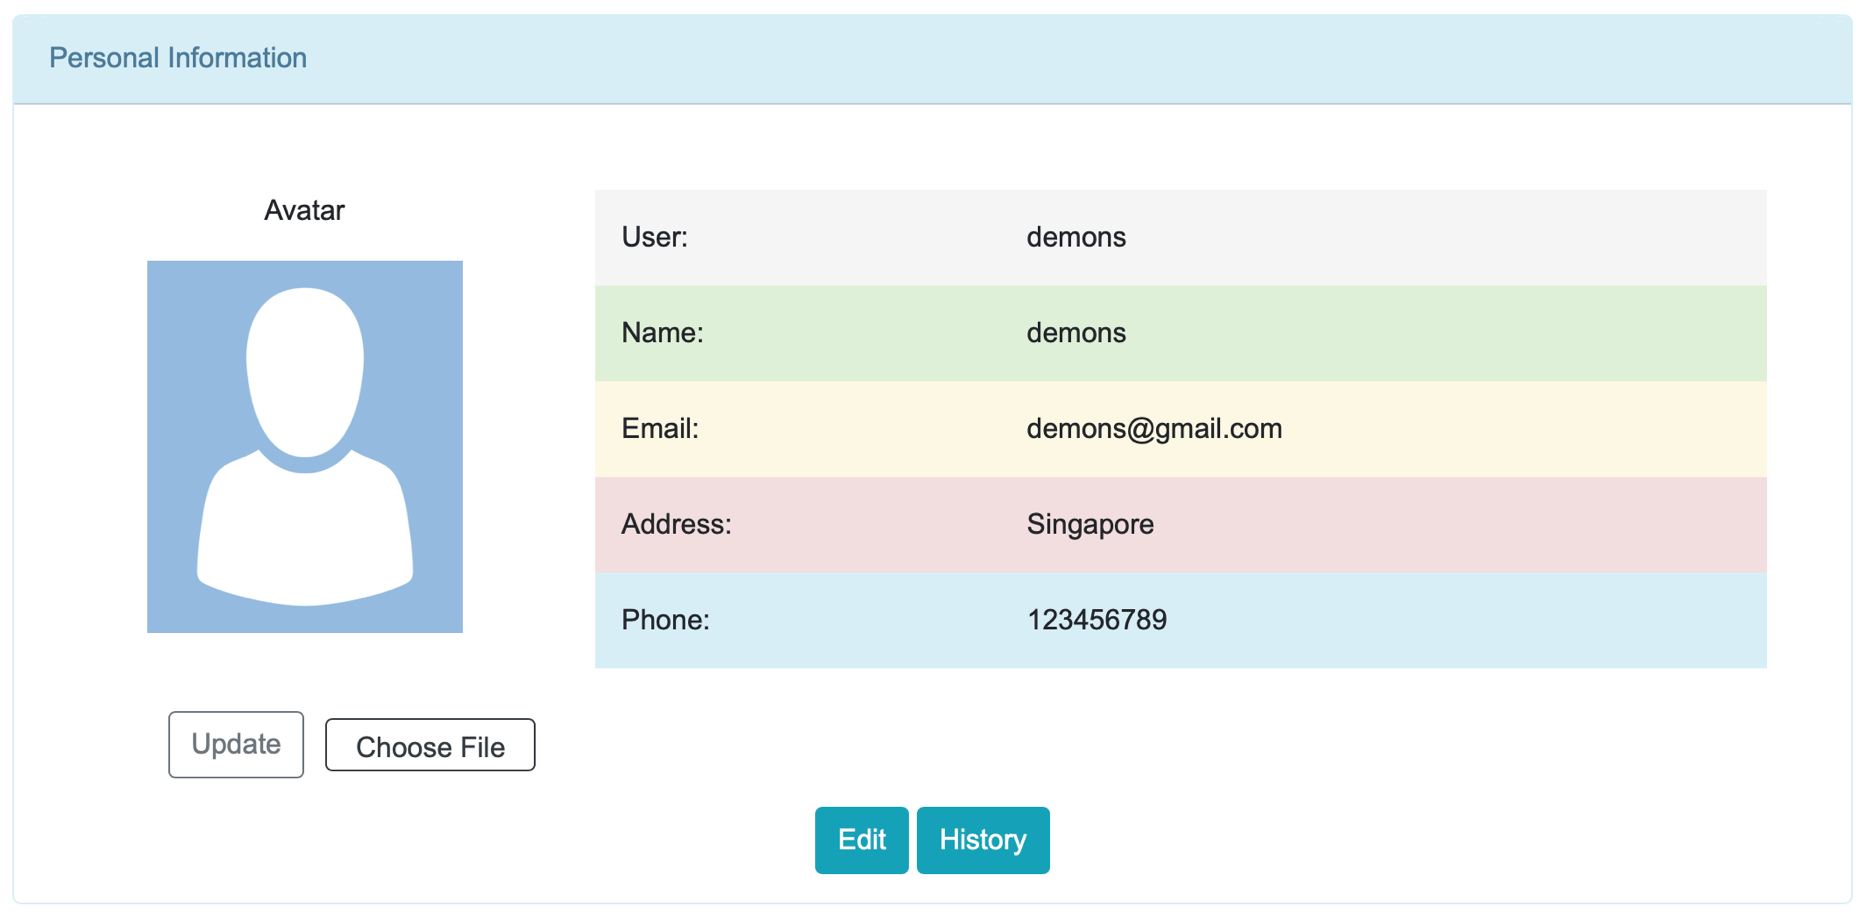 Personal Information
Avatar
User: demons
Name: demons
Email: demons@gmail.com
Address: Singapore
Phone: 123456789
Update Choose File
Edit History